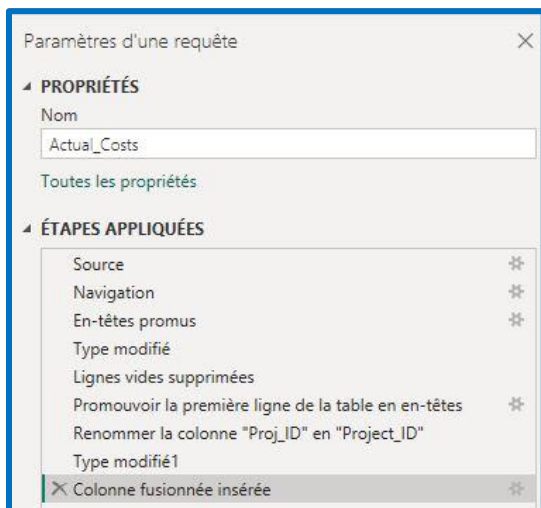 Paramètres d'une requête
PROPRIÉTÉS
Nom
Actual_Costs
Toutes les propriétés
ÉTAPES APPLIQUÉES
Source
Navigation
En-têtes promus
Type modifié
Lignes vides supprimées
Promouvoir la première ligne de la table en en-têtes
Renommer la colonne "Proj_ID" en "Project_ID"
Type modifié1
Colonne fusionnée insérée